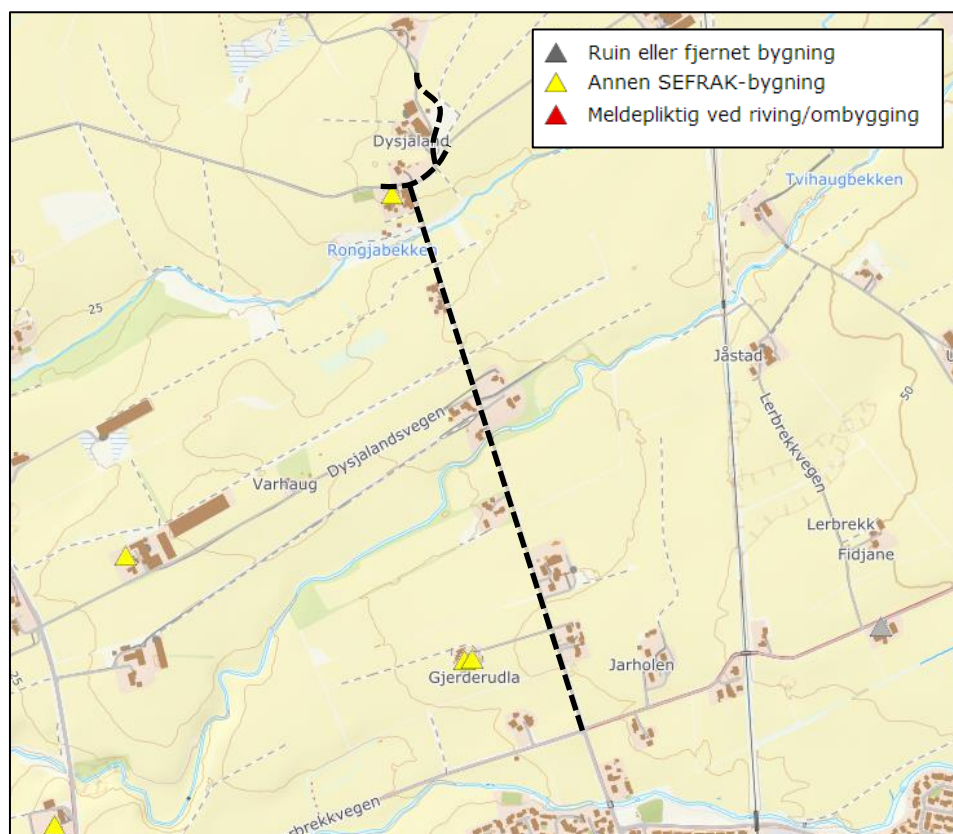 Ruin eller fjernet bygning
Annen SEFRAK-bygning
Meldepliktig ved riving/ombygging
Dysjaland
Tvihaugbekken
Rongjabekken
25
Jåstad
50
Dysjalandsvegen
Lerbrekkvegen
Varhaug
Lerbrekk
Fidjane
25
Gjerderudla
Jarholen